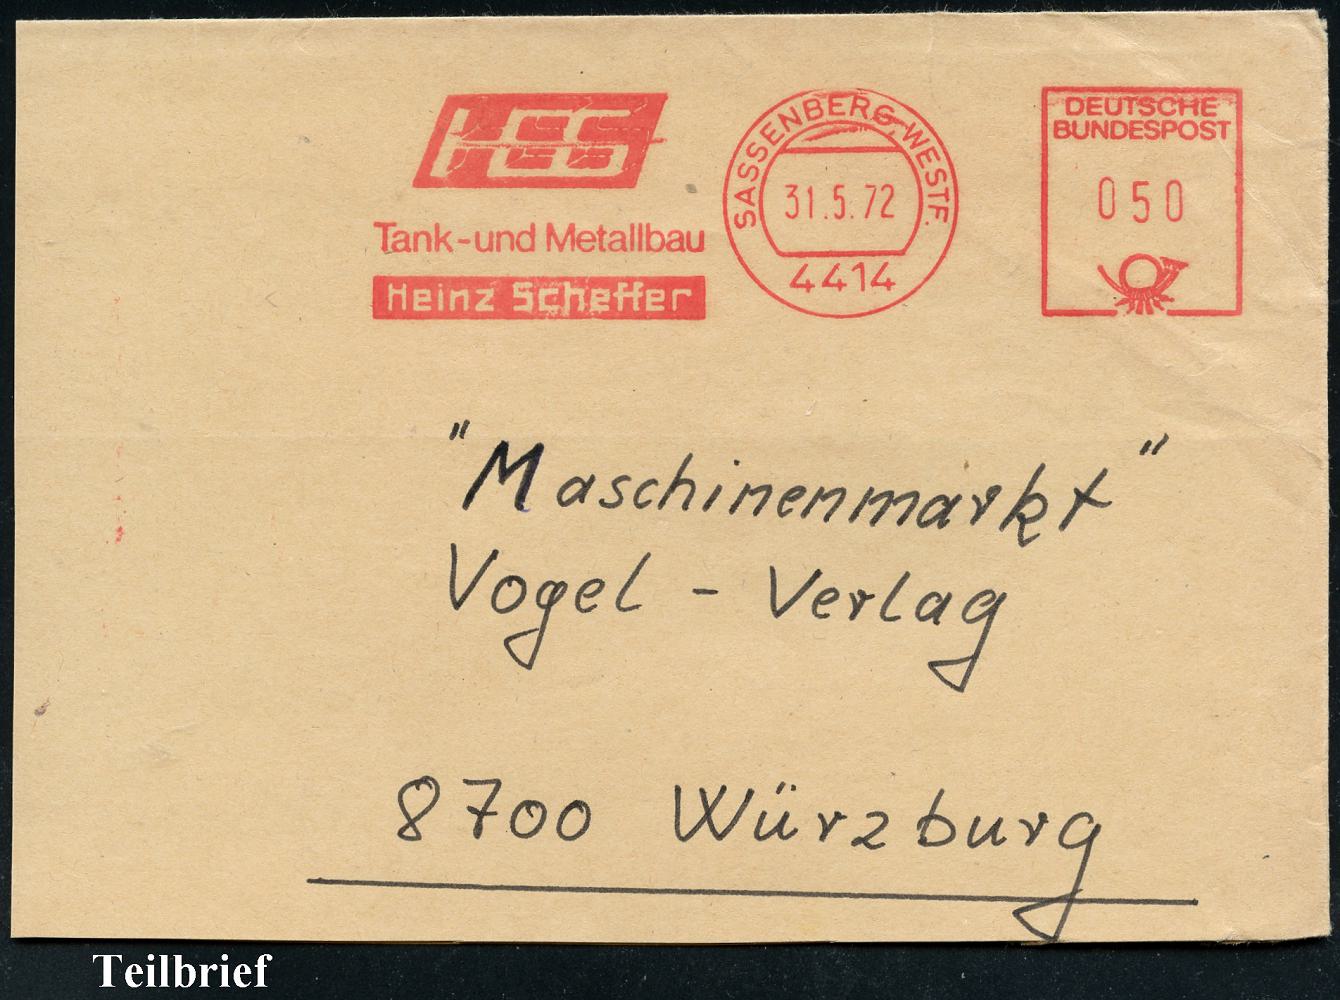 Tank-und Metallbau
Heinz Scheffer
SASSENBERG, WESTF.
31.5.72
4414
DEUTSCHE
BUNDESPOST
050
"Maschinenmarkt"
Vogel - Verlag
8700 Würzburg
Teilbrief